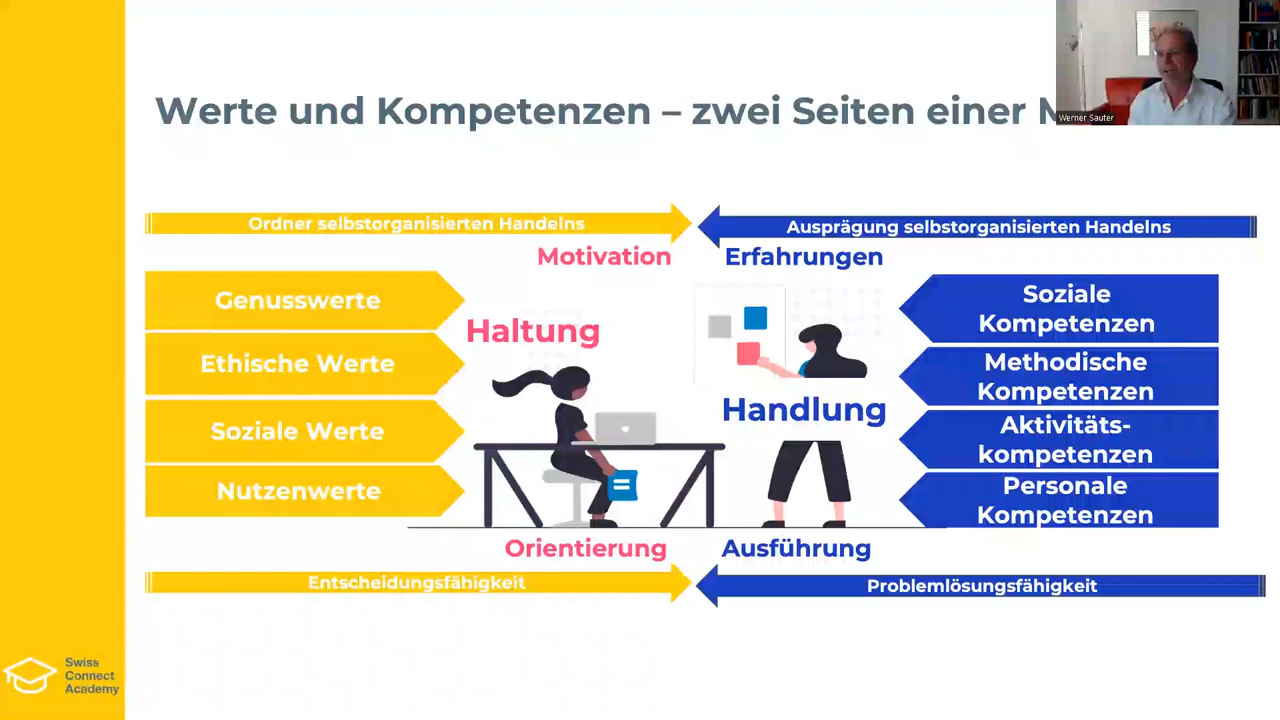 Werte und Kompetenzen – zwei Seiten einer
Werner Sauter
Ordner selbstorganisierten Handelns
Ausprägung selbstorganisierten Handelns
Motivation
Erfahrungen
Genusswerte
Ethische Werte
Soziale Werte
Nutzenwerte
Haltung
Handlung
Soziale
Kompetenzen
Methodische
Kompetenzen
Aktivitäts-
kompetenzen
Personale
Kompetenzen
Orientierung
Ausführung
Entscheidungsfähigkeit
Problemlösungsfähigkeit
Swiss
Connect
Academy